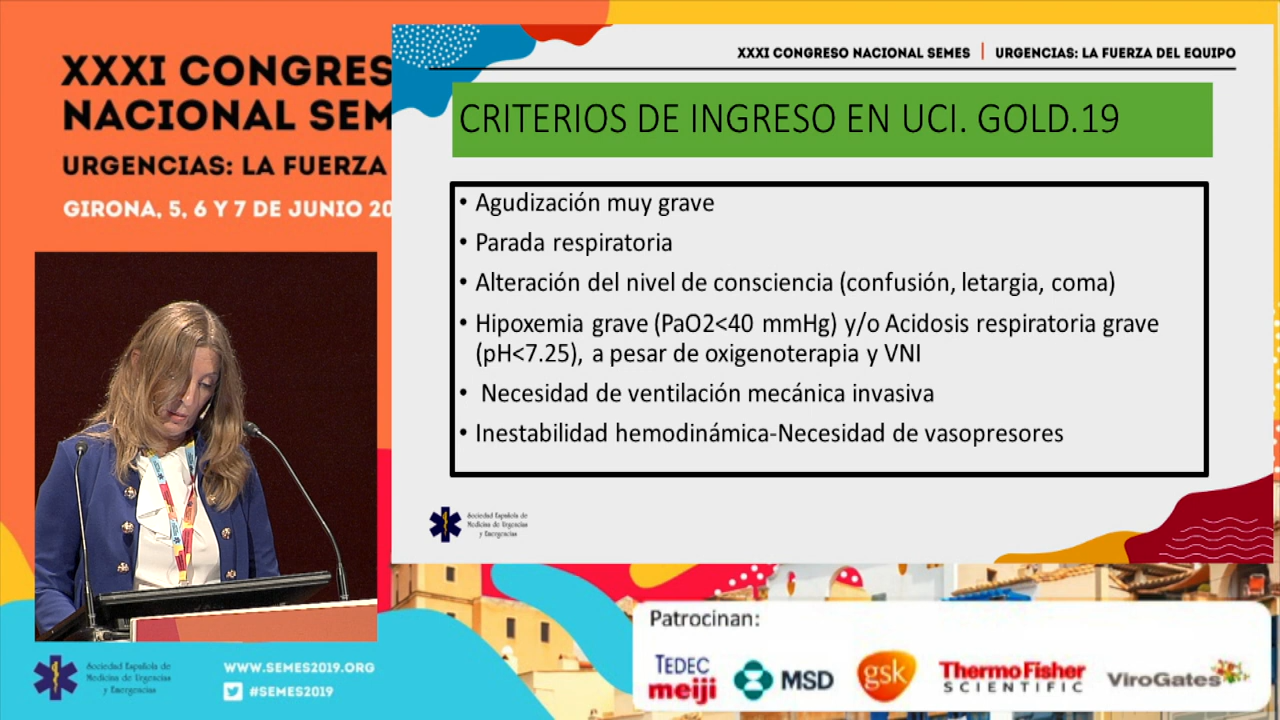 XXXI CONGRES
NACIONAL SEM
URGENCIAS: LA FUERZA
GIRONA, 5, 6 Y 7 DE JUNIO 20
XXXI CONGRESO NACIONAL SEMES | URGENCIAS: LA FUERZA DEL EQUIPO
CRITERIOS DE INGRESO EN UCI. GOLD.19
• Agudización muy grave
• Parada respiratoria
• Alteración del nivel de consciencia (confusión, letargia, coma)
• Hipoxemia grave (PaO2<40 mmHg) y/o Acidosis respiratoria grave
(pH<7.25), a pesar de oxigenoterapia y VNI
• Necesidad de ventilación mecánica invasiva
• Inestabilidad hemodinámica-Necesidad de vasopresores
Sociedad Española de
Medicina de Urgencias
y Emergencias
Sociedad Española de
Medicina de Urgencias
y Emergencias
WWW.SEMES2019.ORG
#SEMES2019
Patrocinan:
TEDEC
meiji
MSD
gsk
ThermoFisher
SCIENTIFIC
ViroGates